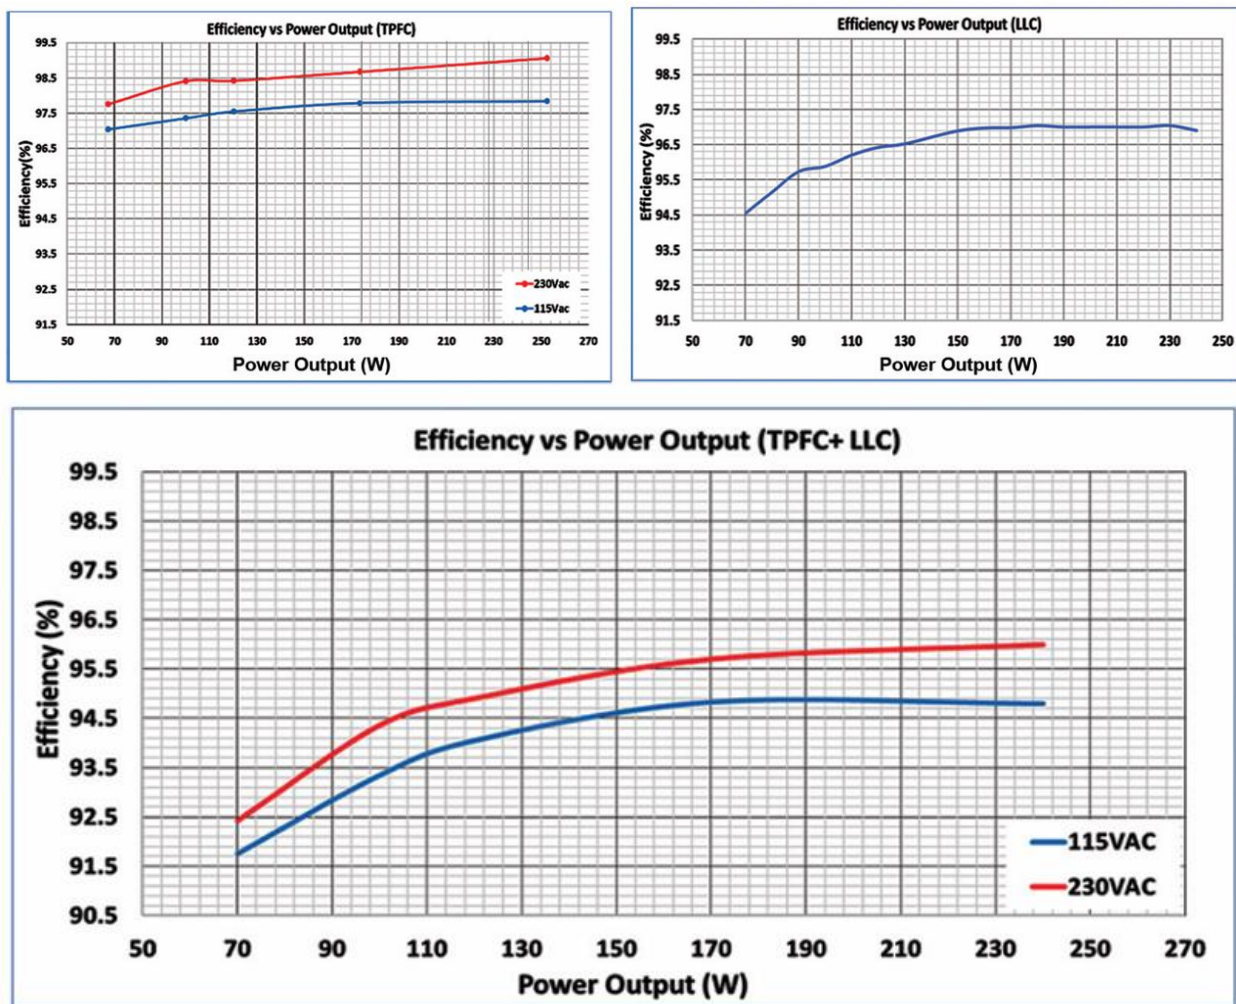 Efficiency vs Power Output (TPFC)
99.5
98.5
97.5
96.5
95.5
94.5
93.5
92.5
91.5
Efficiency(%)
230Vac
115Vac
50 70 90 110 130 150 170 190 210 230 250 270
Power Output (W)
Efficiency vs Power Output (LLC)
99.5
98.5
97.5
96.5
95.5
94.5
93.5
92.5
91.5
Efficiency (%)
50 70 90 110 130 150 170 190 210 230 250
Power Output (W)
Efficiency vs Power Output (TPFC+ LLC)
99.5
98.5
97.5
96.5
95.5
94.5
93.5
92.5
91.5
90.5
Efficiency (%)
115VAC
230VAC
50 70 90 110 130 150 170 190 210 230 250 270
Power Output (W)